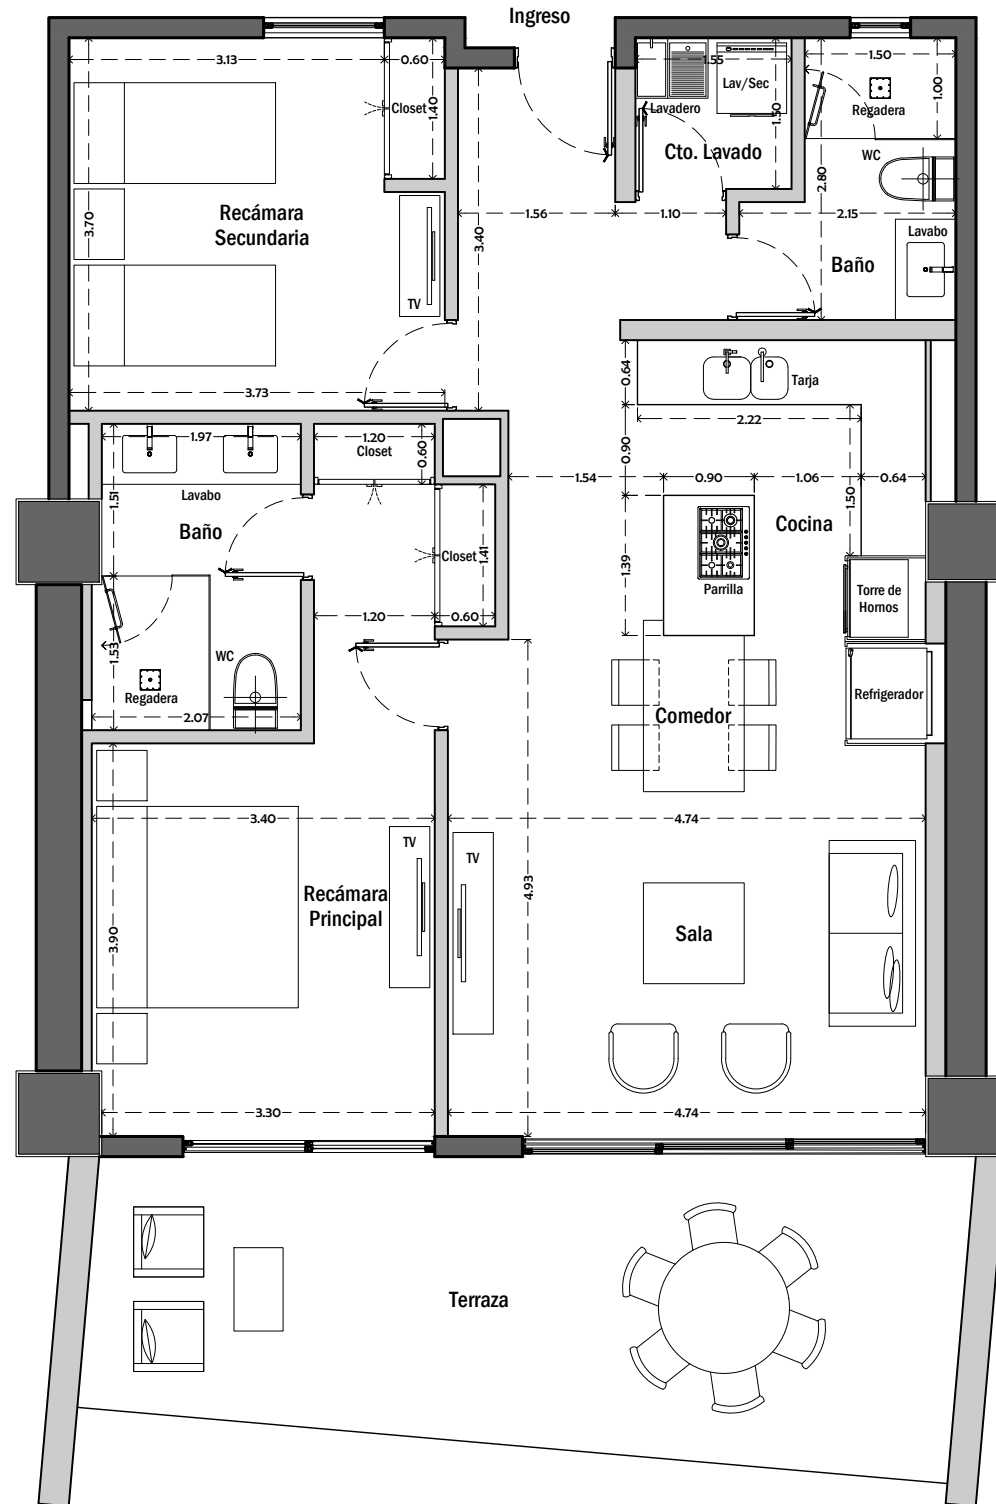 Ingreso
3.13
0.60
1.55
1.50
Closet
1.40
Lavadero
Lav/Sec
1.50
Regadera
1.00
Cto. Lavado
WC
2.80
Recámara
Secundaria
3.70
3.40
1.56
1.10
2.15
Lavabo
Baño
TV
3.73
0.64
Tarja
2.22
1.97
1.20
Closet
0.60
0.90
1.54
0.90
1.06
0.64
Lavabo
1.51
1.50
Baño
Cocina
Closet
1.41
1.39
Parrilla
Torre de
Hornos
1.20
0.60
1.53
WC
Regadera
2.07
Comedor
Refrigerador
3.40
4.74
TV
TV
4.93
Recámara
Principal
3.90
Sala
3.30
4.74
Terraza